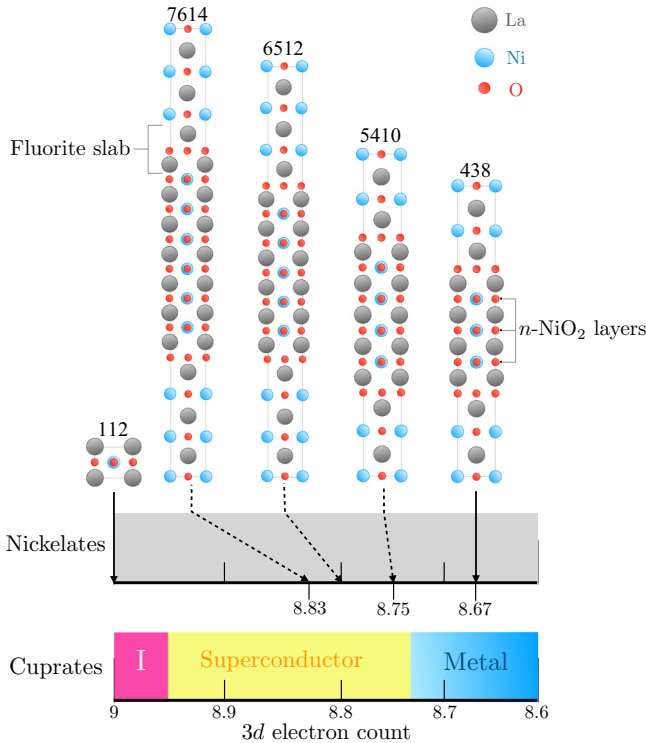 7614
La
6512
Ni
O
Fluorite slab
5410
438
n-NiO₂ layers
112
Nickelates
8.83
8.75
8.67
Cuprates
I
Superconductor
Metal
9
8.9
8.8
8.7
8.6
3d electron count